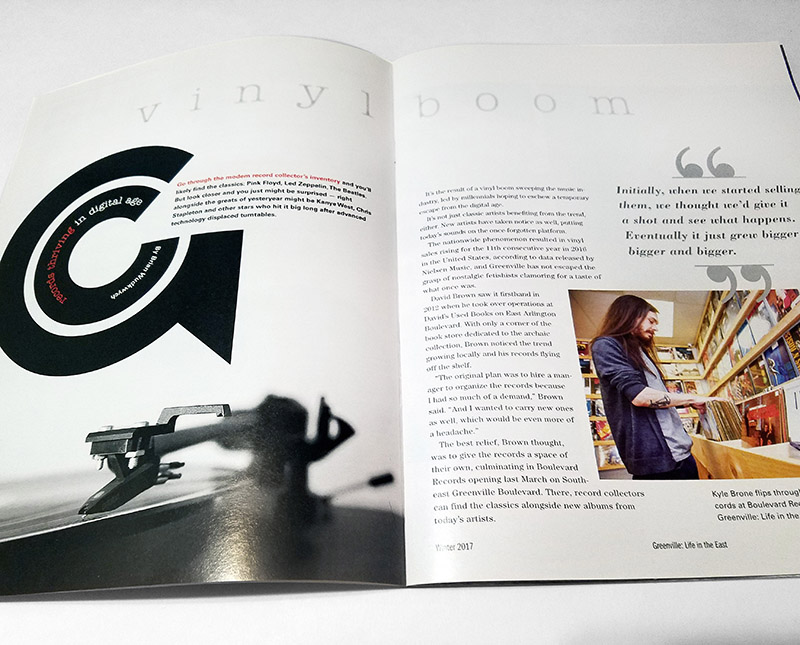 vinyl boom
records thriving in digital age
By Brian Wudkwych
Go through the modern record collector's inventory and you'll
likely find the classics: Pink Floyd, Led Zeppelin, The Beatles.
But look closer and you just might be surprised — right
alongside the greats of yesteryear might be Kanye West, Chris
Stapleton and other stars who hit it big long after advanced
technology displaced turntables.
It's the result of a vinyl boom sweeping the music in-
dustry, led by millennials hoping to eschew a temporary
escape from the digital age.
It's not just classic artists benefiting from the trend,
either. New artists have taken notice as well, putting
today's sounds on the once forgotten platform.
The nationwide phenomenon resulted in vinyl
sales rising for the 11th consecutive year in 2016
in the United States, according to data released by
Nielsen Music, and Greenville has not escaped the
grasp of nostalgic fetishists clamoring for a taste of
what once was.
David Brown saw it firsthand in
2012 when he took over operations at
David's Used Books on East Arlington
Boulevard. With only a corner of the
book store dedicated to the archaic
collection, Brown noticed the trend
growing locally and his records flying
off the shelf.
"The original plan was to hire a man-
ager to organize the records because
I had so much of a demand," Brown
said. "And I wanted to carry new ones
as well, which would be even more of
a headache."
The best relief, Brown thought,
was to give the records a space of
their own, culminating in Boulevard
Records opening last March on South-
east Greenville Boulevard. There, record collectors
can find the classics alongside new albums from
today's artists.
“
Initially, when we started selling
them, we thought we'd give it
a shot and see what happens.
Eventually it just grew bigger
bigger and bigger.
”
Kyle Brone flips through
cords at Boulevard Rec
Greenville: Life in the
Winter 2017
Greenville: Life in the East